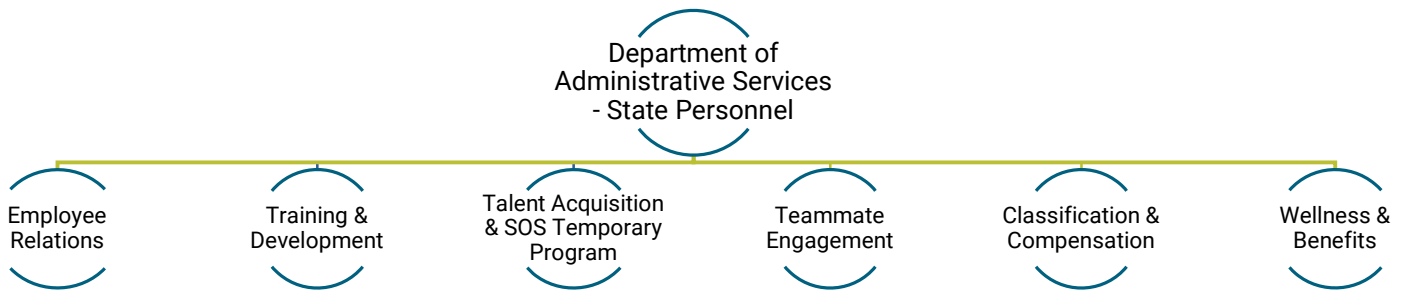 Department of
Administrative Services
- State Personnel
Employee
Relations
Training &
Development
Talent Acquisition
& SOS Temporary
Program
Teammate
Engagement
Classification &
Compensation
Wellness &
Benefits